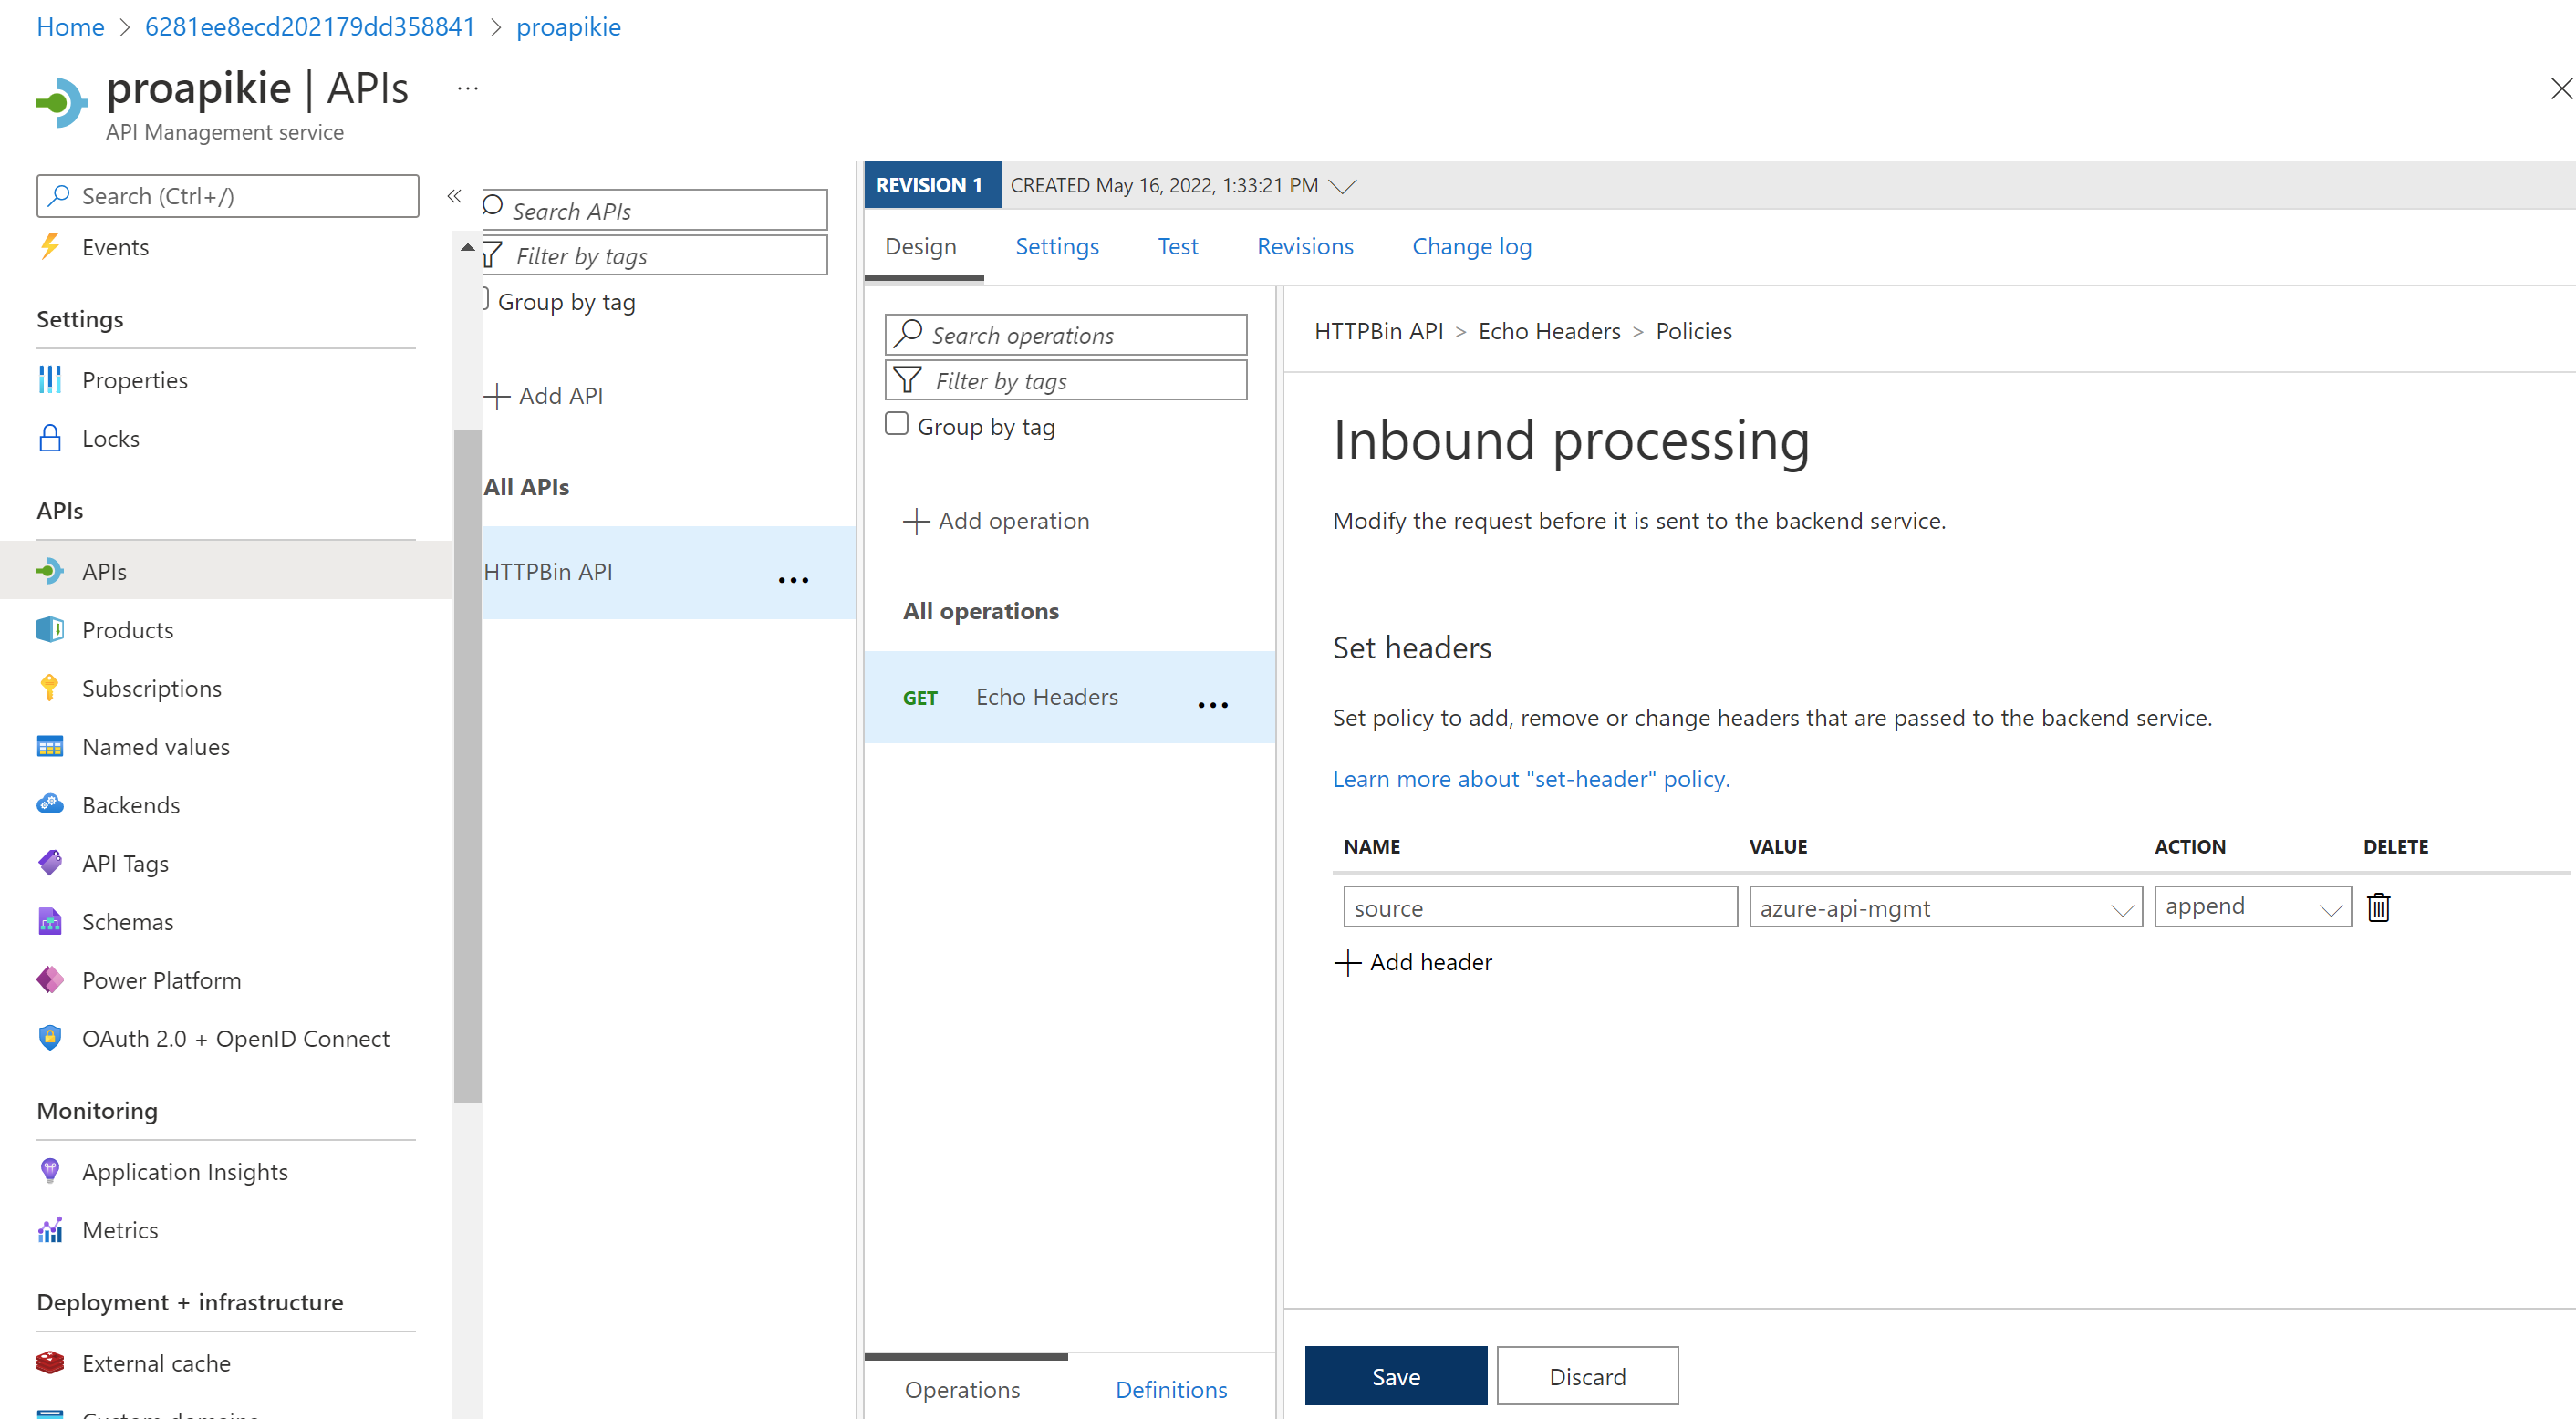 Home > 6281ee8ecd202179dd358841 > proapikie
proapikie | APIs ...
API Management service
Search (Ctrl+/)
«
Events
Settings
Properties
Locks
APIs
APIs
Products
Subscriptions
Named values
Backends
API Tags
Schemas
Power Platform
OAuth 2.0 + OpenID Connect
Monitoring
Application Insights
Metrics
Deployment + infrastructure
External cache
Custom domains
Search APIs
Filter by tags
Group by tag
+ Add API
All APIs
HTTPBin API ...
REVISION 1 CREATED May 16, 2022, 1:33:21 PM
Design Settings Test Revisions Change log
Search operations
Filter by tags
Group by tag
+ Add operation
All operations
GET Echo Headers ...
Operations Definitions
HTTPBin API > Echo Headers > Policies
Inbound processing
Modify the request before it is sent to the backend service.
Set headers
Set policy to add, remove or change headers that are passed to the backend service.
Learn more about "set-header" policy.
NAME VALUE ACTION DELETE
source azure-api-mgmt append
+ Add header
Save Discard